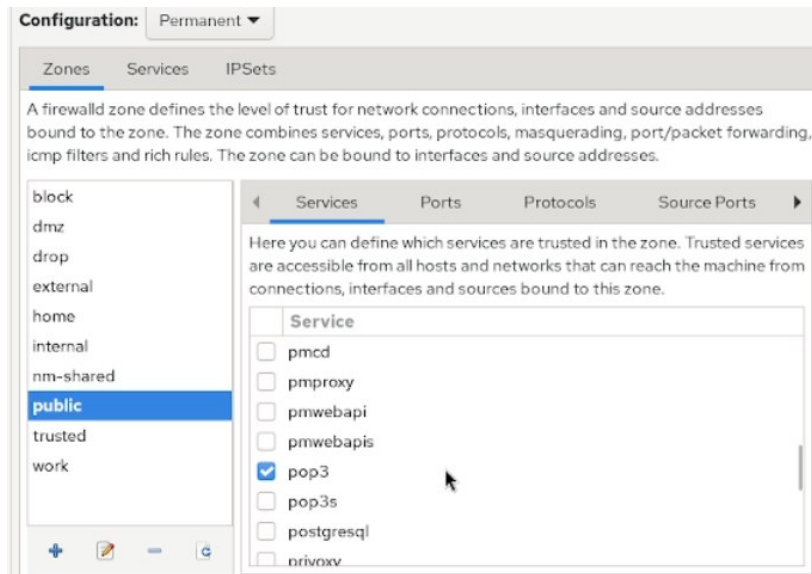 Configuration: Permanent
Zones Services IPSets
A firewalld zone defines the level of trust for network connections, interfaces and source addresses
bound to the zone. The zone combines services, ports, protocols, masquerading, port/packet forwarding,
icmp filters and rich rules. The zone can be bound to interfaces and source addresses.
block
dmz
drop
external
home
internal
nm-shared
public
trusted
work
Services Ports Protocols Source Ports
Here you can define which services are trusted in the zone. Trusted services
are accessible from all hosts and networks that can reach the machine from
connections, interfaces and sources bound to this zone.
Service
pmcd
pmproxy
pmwebapi
pmwebapis
pop3
pop3s
postgresql
privoxy